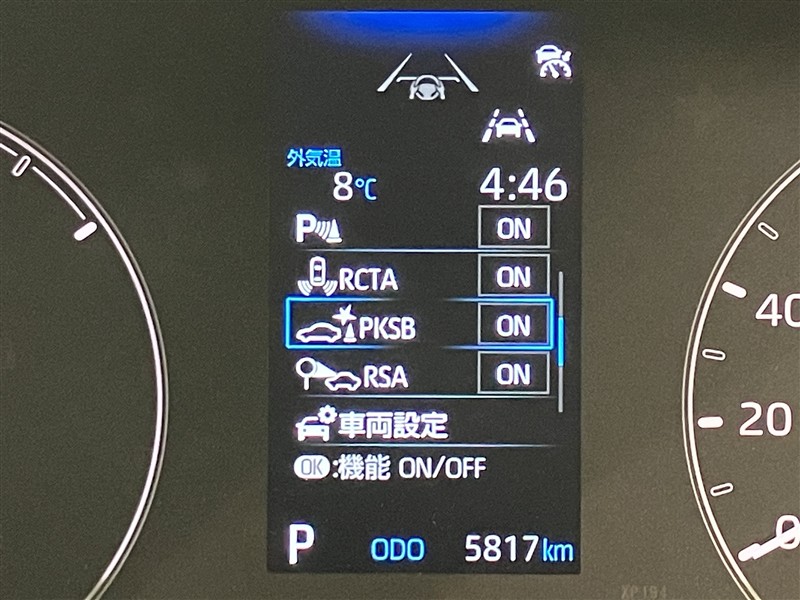 外気温
8℃ 4:46
P ON
RCTA ON
PKSB ON
RSA ON
車両設定
OK:機能 ON/OFF
P ODO 5817km
40
20
0